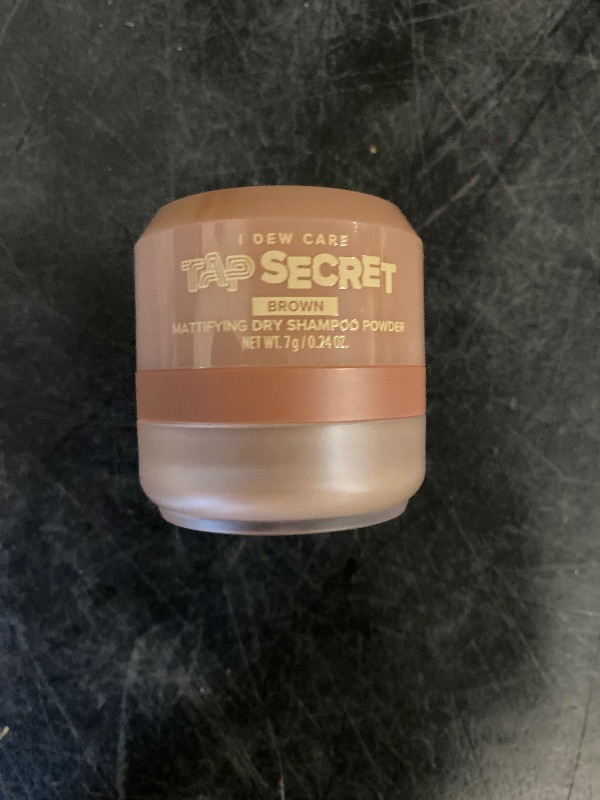 I DEW CARE
TAP SECRET
BROWN
MATTIFYING DRY SHAMPOO POWDER
NET WT. 7g / 0.24 OZ.